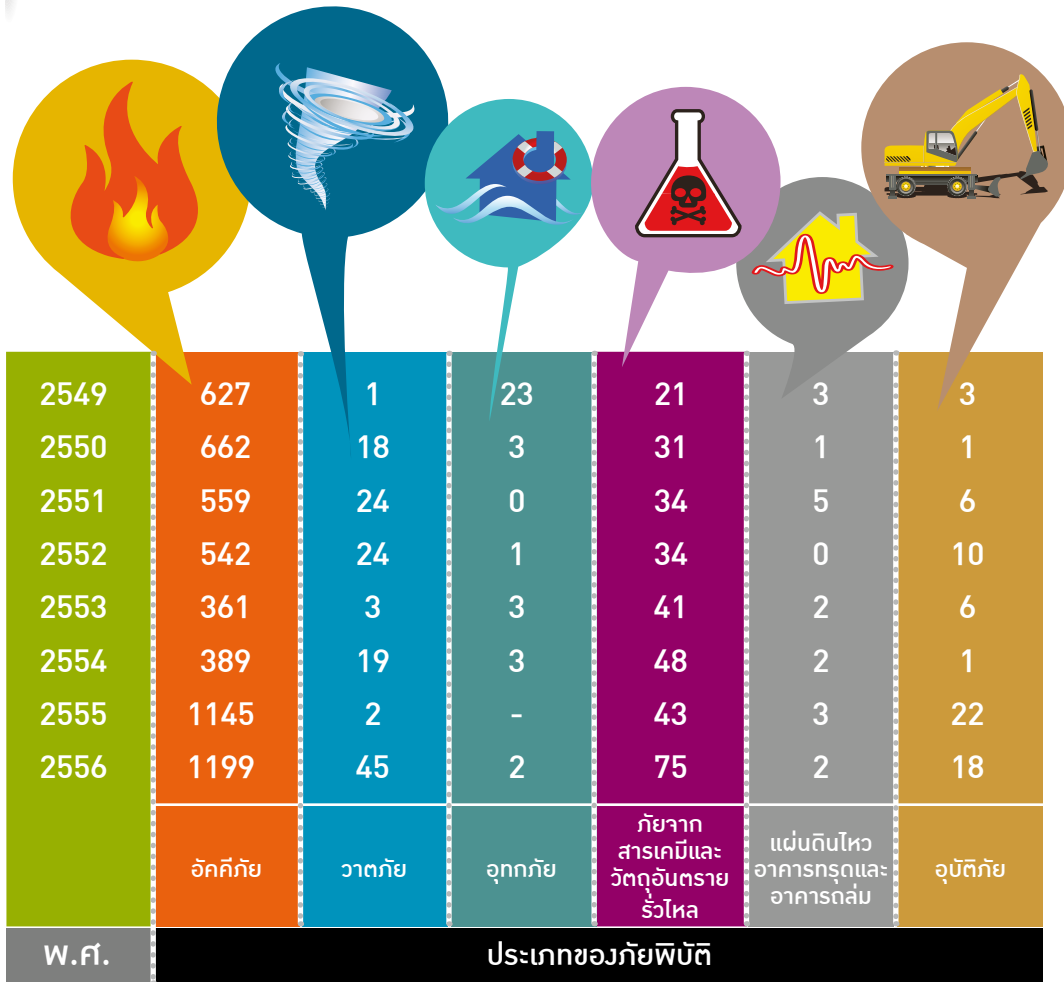 2549 627 1 23 21 3 3
2550 662 18 3 31 1 1
2551 559 24 0 34 5 6
2552 542 24 1 34 0 10
2553 361 3 3 41 2 6
2554 389 19 3 48 2 1
2555 1145 2 - 43 3 22
2556 1199 45 2 75 2 18
อัคคีภัย
วาตภัย
อุทกภัย
ภัยจาก
สารเคมีและ
วัตถุอันตราย
รั่วไหล
แผ่นดินไหว
อาคารทรุดและ
อาคารถล่ม
อุบัติภัย
พ.ศ.
ประเภทของภัยพิบัติ